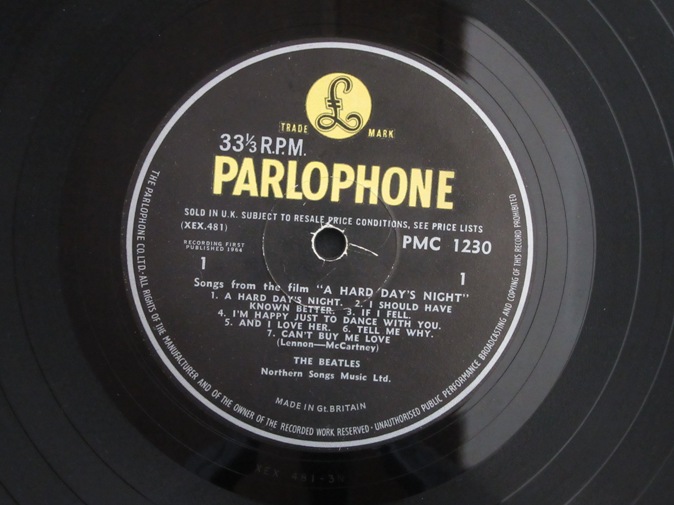 £
TRADE MARK
33⅓ R.P.M.
PARLOPHONE
SOLD IN U.K. SUBJECT TO RESALE PRICE CONDITIONS, SEE PRICE LISTS
(XEX.481)
PMC 1230
RECORDING FIRST
PUBLISHED 1964
1
1
Songs from the film "A HARD DAY'S NIGHT"
1. A HARD DAY'S NIGHT. 2. I SHOULD HAVE
KNOWN BETTER. 3. IF I FELL.
4. I'M HAPPY JUST TO DANCE WITH YOU.
5. AND I LOVE HER. 6. TELL ME WHY.
7. CAN'T BUY ME LOVE
(Lennon—McCartney)
THE BEATLES
Northern Songs Music Ltd.
MADE IN Gt. BRITAIN
THE PARLOPHONE CO. LTD.· ALL RIGHTS OF THE MANUFACTURER AND OF THE OWNER OF THE RECORDED WORK RESERVED · UNAUTHORISED PUBLIC PERFORMANCE BROADCASTING AND COPYING OF THIS RECORD PROHIBITED
XEX 481-3N